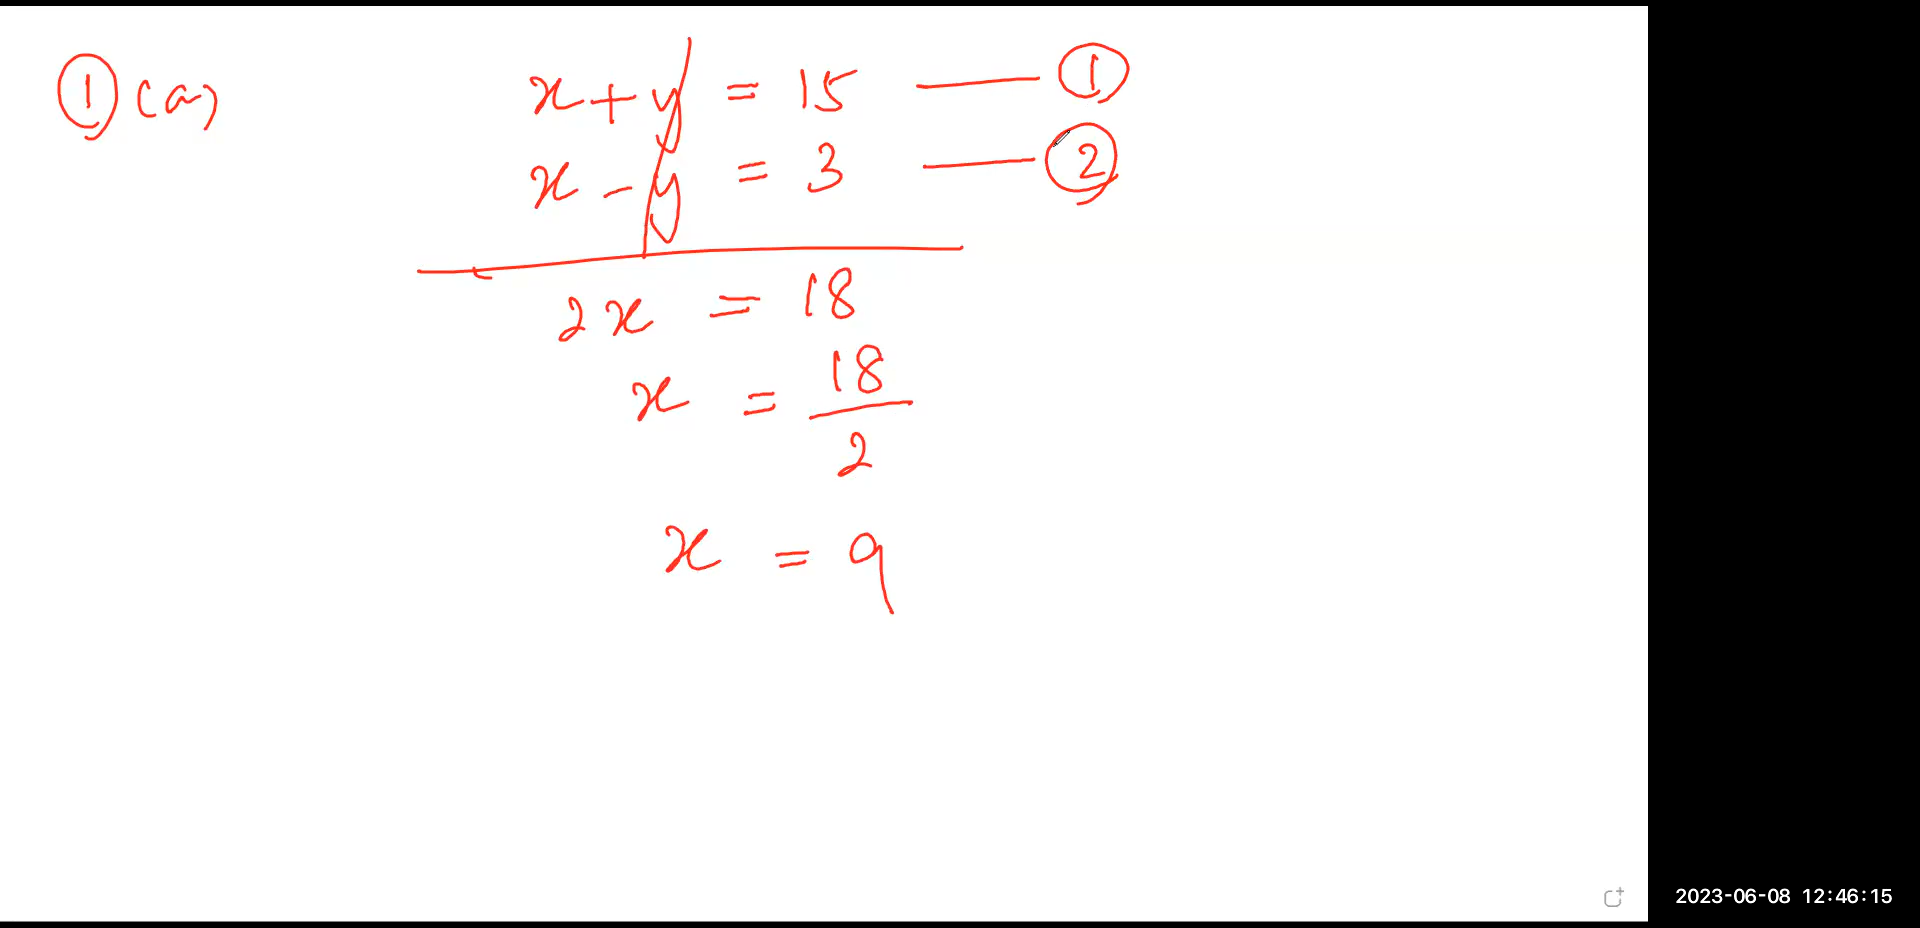 ① (a) x + y = 15 —— ①
x - y = 3 —— ②
2x = 18
x = 18/2
x = 9
2023-06-08 12:46:15